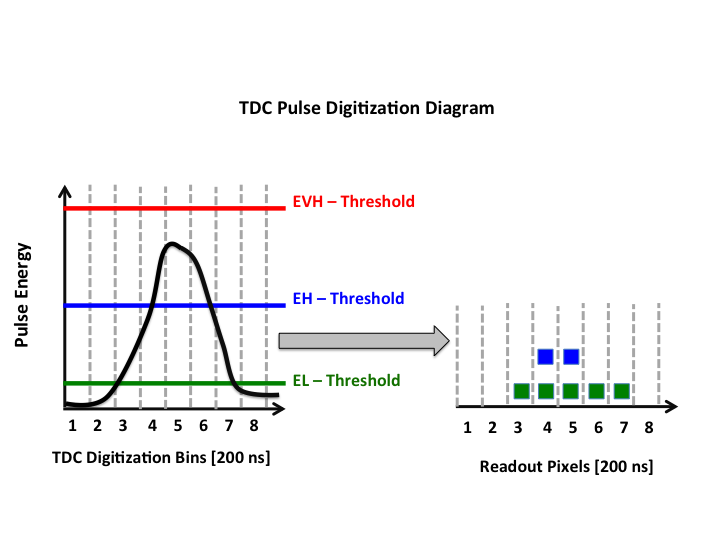 TDC Pulse Digitization Diagram
EVH – Threshold
Pulse Energy
EH – Threshold
EL – Threshold
1 2 3 4 5 6 7 8
TDC Digitization Bins [200 ns]
1 2 3 4 5 6 7 8
Readout Pixels [200 ns]